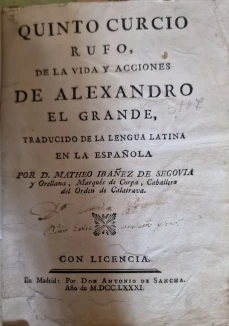 QUINTO CURCIO
RUFO,
DE LA VIDA Y ACCIONES
DE ALEXANDRO
EL GRANDE,
TRADUCIDO DE LA LENGUA LATINA
EN LA ESPAÑOLA
POR D. MATHEO IBAÑEZ DE SEGOVIA
y Orellana, Marqués de Corpa, Caballero
del Orden de Calatrava.
CON LICENCIA.
En Madrid: Por DON ANTONIO DE SANCHA.
Año de M.DCC.LXXXI.